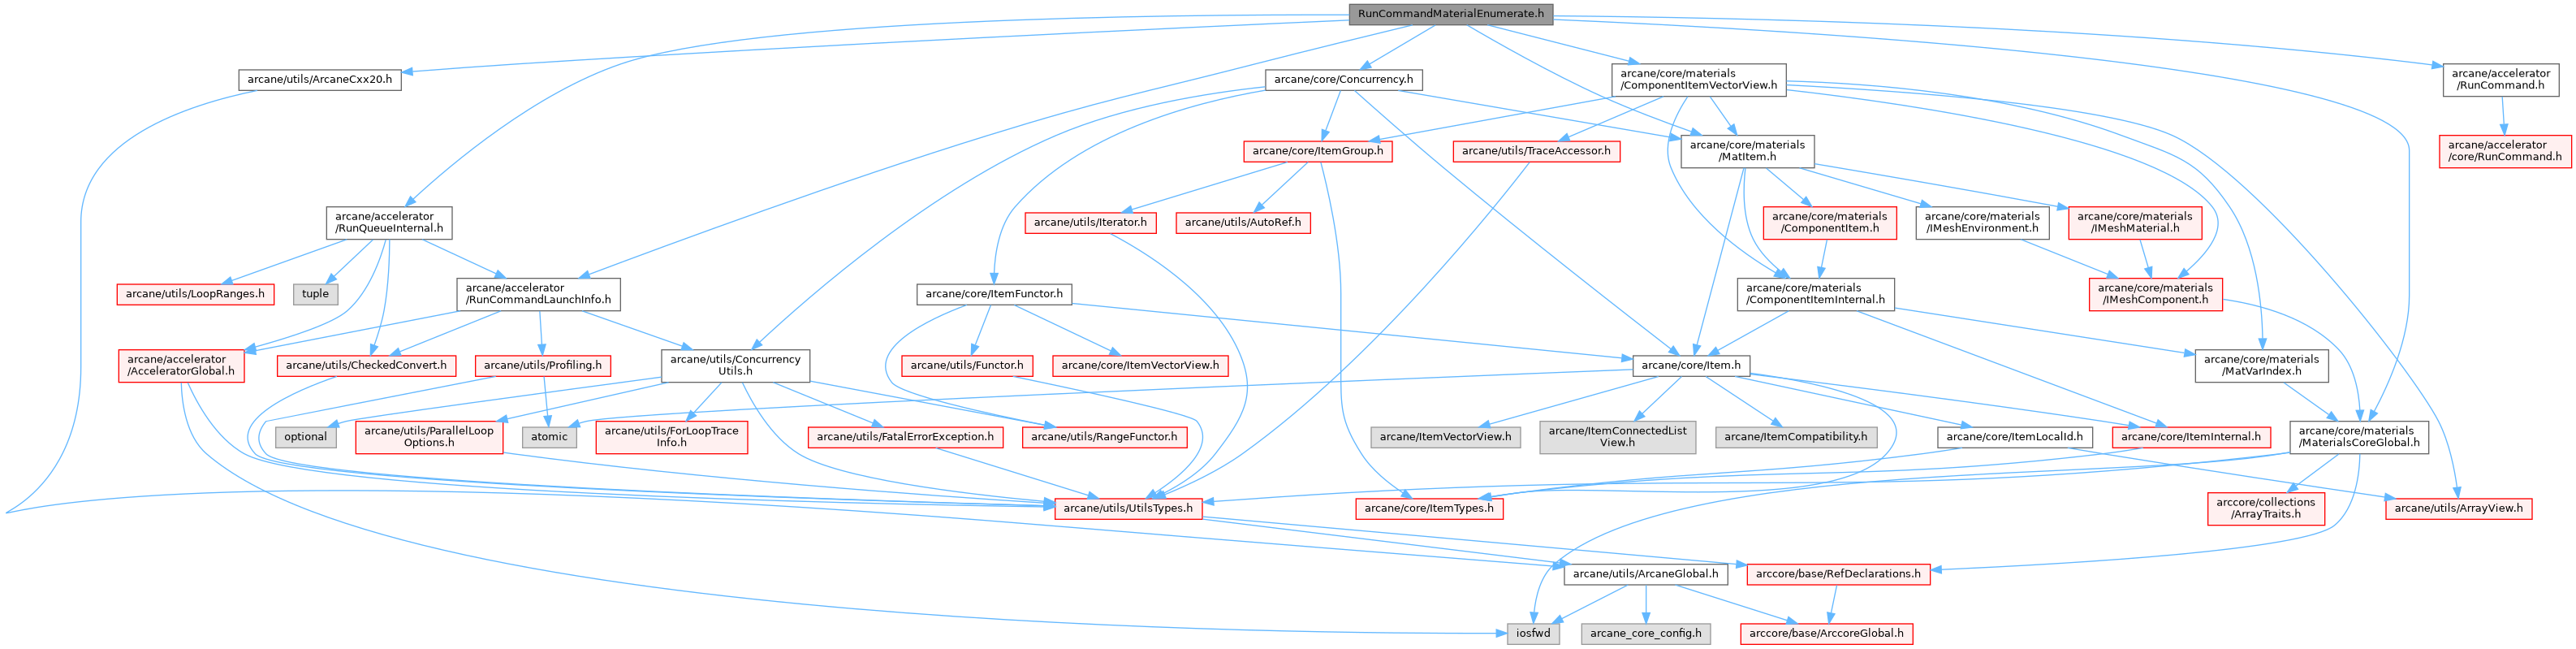 RunCommandMaterialEnumerate.h
arcane/utils/ArcaneCxx20.h
arcane/core/Concurrency.h
arcane/core/materials
/ComponentItemVectorView.h
arcane/accelerator
/RunCommand.h
arcane/core/ItemGroup.h
arcane/utils/TraceAccessor.h
arcane/core/materials
/MatItem.h
arcane/accelerator
/core/RunCommand.h
arcane/accelerator
/RunQueueInternal.h
arcane/utils/Iterator.h
arcane/utils/AutoRef.h
arcane/core/materials
/ComponentItem.h
arcane/core/materials
/IMeshEnvironment.h
arcane/core/materials
/IMeshMaterial.h
arcane/utils/LoopRanges.h
tuple
arcane/accelerator
/RunCommandLaunchInfo.h
arcane/core/ItemFunctor.h
arcane/core/materials
/ComponentItemInternal.h
arcane/core/materials
/IMeshComponent.h
arcane/accelerator
/AcceleratorGlobal.h
arcane/utils/CheckedConvert.h
arcane/utils/Profiling.h
arcane/utils/Concurrency
Utils.h
arcane/utils/Functor.h
arcane/core/ItemVectorView.h
arcane/core/Item.h
arcane/core/materials
/MatVarIndex.h
optional
arcane/utils/ParallelLoop
Options.h
atomic
arcane/utils/ForLoopTrace
Info.h
arcane/utils/FatalErrorException.h
arcane/utils/RangeFunctor.h
arcane/ItemVectorView.h
arcane/ItemConnectedList
View.h
arcane/ItemCompatibility.h
arcane/core/ItemLocalId.h
arcane/core/ItemInternal.h
arcane/core/materials
/MaterialsCoreGlobal.h
arcane/utils/UtilsTypes.h
arcane/core/ItemTypes.h
arccore/collections
/ArrayTraits.h
arcane/utils/ArrayView.h
arcane/utils/ArcaneGlobal.h
arccore/base/RefDeclarations.h
iosfwd
arcane_core_config.h
arccore/base/ArccoreGlobal.h